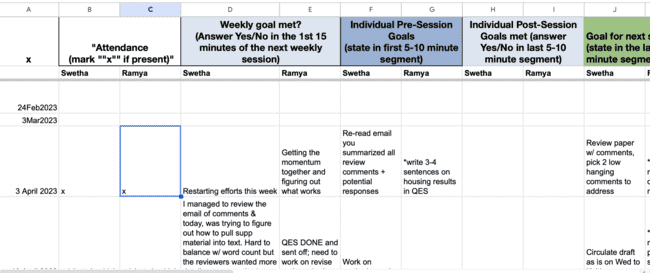 A B C D E F G H I J
Weekly goal met?
(Answer Yes/No in the 1st 15
minutes of the next weekly
session)
Individual Pre-Session
Goals
(state in first 5-10 minute
segment)
Individual Post-Session
Goals met (answer
Yes/No in last 5-10
minute segment)
Goal for next
(state in the
minute
x
"Attendance
(mark ""x"" if present)"
Swetha Ramya Swetha Ramya Swetha Ramya Swetha Ramya Swetha
24Feb2023
3Mar2023
3 April 2023 x x
Restarting efforts this week
Getting the
momentum
together and
figuring out
what works
Re-read email
you
summarized all
review
comments +
potential
responses
*write 3-4
sentences on
housing results
in QES
Review paper
w/ comments,
pick 2 low
hanging
comments to
address
I managed to review the
email of comments &
today, was trying to figure
out how to pull supp
material into text. Hard to
balance w/ word count but
the reviewers wanted more
QES DONE and
sent off; need to
work on revise
Work on
Circulate draft
as is on Wed to